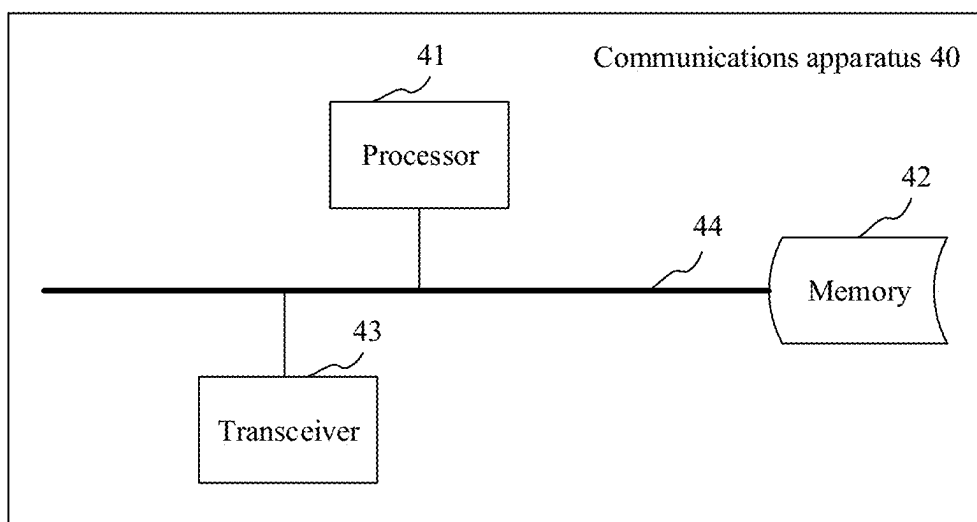 Communications apparatus 40
41
Processor
42
44
Memory
43
Transceiver